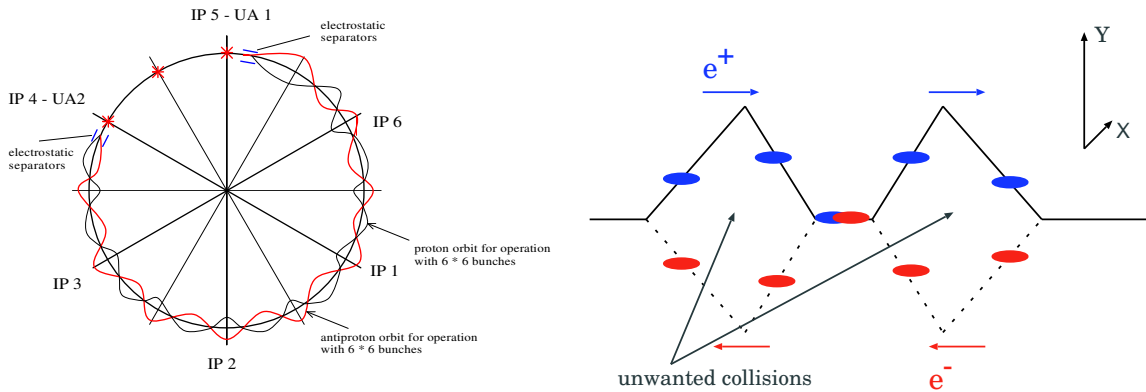 IP 5 - UA 1
electrostatic
separators
IP 4 - UA2
electrostatic
separators
IP 6
proton orbit for operation
with 6 * 6 bunches
IP 1
IP 3
antiproton orbit for operation
with 6 * 6 bunches
IP 2
e+
Y
X
unwanted collisions
e-